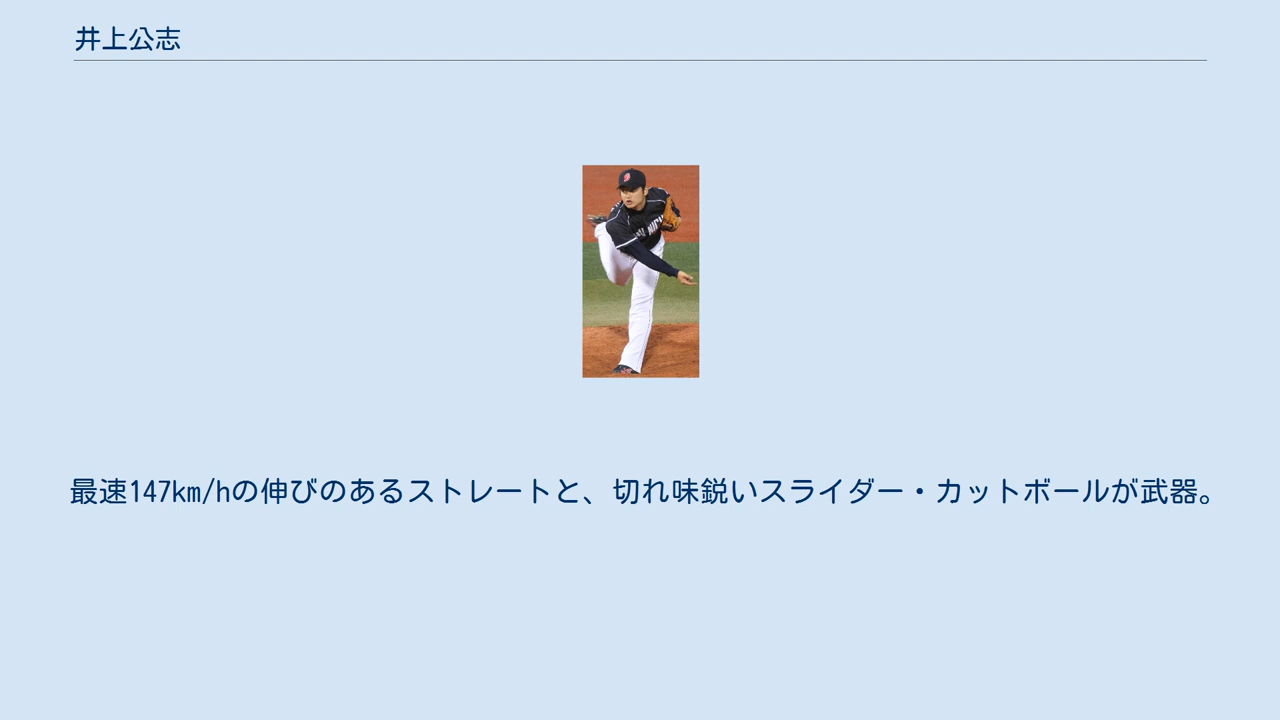 井上公志
最速147km/hの伸びのあるストレートと、切れ味鋭いスライダー・カットボールが武器。